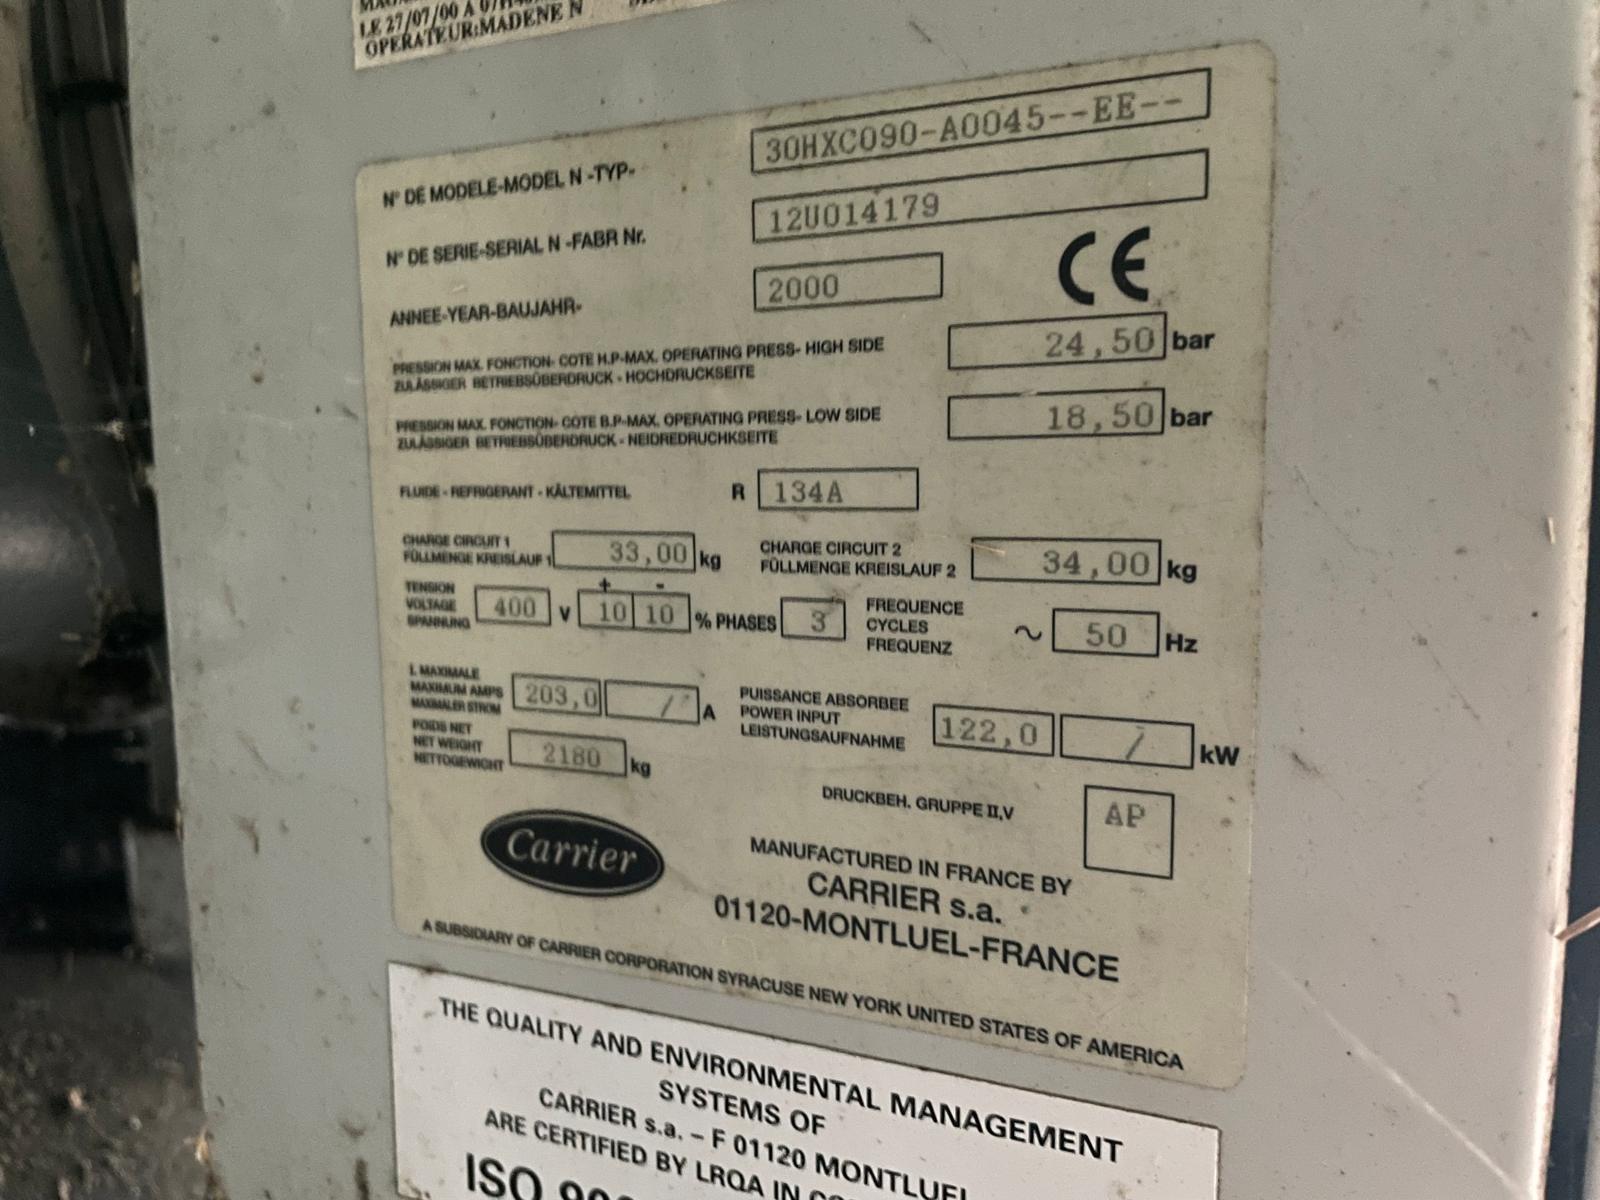 LE 27/07/00 A
OPERATEUR:MADENE N
N° DE MODELE-MODEL N -TYP- 30HXC090-A0045--EE--
N° DE SERIE-SERIAL N -FABR Nr. 12U014179
ANNEE-YEAR-BAUJAHR- 2000 CE
PRESSION MAX. FONCTION- COTE H.P-MAX. OPERATING PRESS- HIGH SIDE 24,50 bar
ZULÄSSIGER BETRIEBSÜBERDRUCK - HOCHDRUCKSEITE
PRESSION MAX. FONCTION- COTE B.P-MAX. OPERATING PRESS- LOW SIDE 18,50 bar
ZULÄSSIGER BETRIEBSÜBERDRUCK - NEIDREDRUCHKSEITE
FLUIDE - REFRIGERANT - KÄLTEMITTEL R 134A
CHARGE CIRCUIT 1
FÜLLMENGE KREISLAUF 1 33,00 kg
CHARGE CIRCUIT 2
FÜLLMENGE KREISLAUF 2 34,00 kg
TENSION
VOLTAGE
SPANNUNG
400 V + 10 - 10 % PHASES 3
FREQUENCE
CYCLES
FREQUENZ
~ 50 Hz
I. MAXIMALE
MAXIMUM AMPS
MAXIMALER STROM
203,0 / A
PUISSANCE ABSORBEE
POWER INPUT
LEISTUNGSAUFNAHME
122,0 / kW
POIDS NET
NET WEIGHT
NETTOGEWICHT
2180 kg
DRUCKBEH. GRUPPE II,V AP
Carrier
MANUFACTURED IN FRANCE BY
CARRIER s.a.
01120-MONTLUEL-FRANCE
A SUBSIDIARY OF CARRIER CORPORATION SYRACUSE NEW YORK UNITED STATES OF AMERICA
THE QUALITY AND ENVIRONMENTAL MANAGEMENT
SYSTEMS OF
CARRIER s.a. – F 01120 MONTLUEL
ARE CERTIFIED BY LRQA IN
ISO